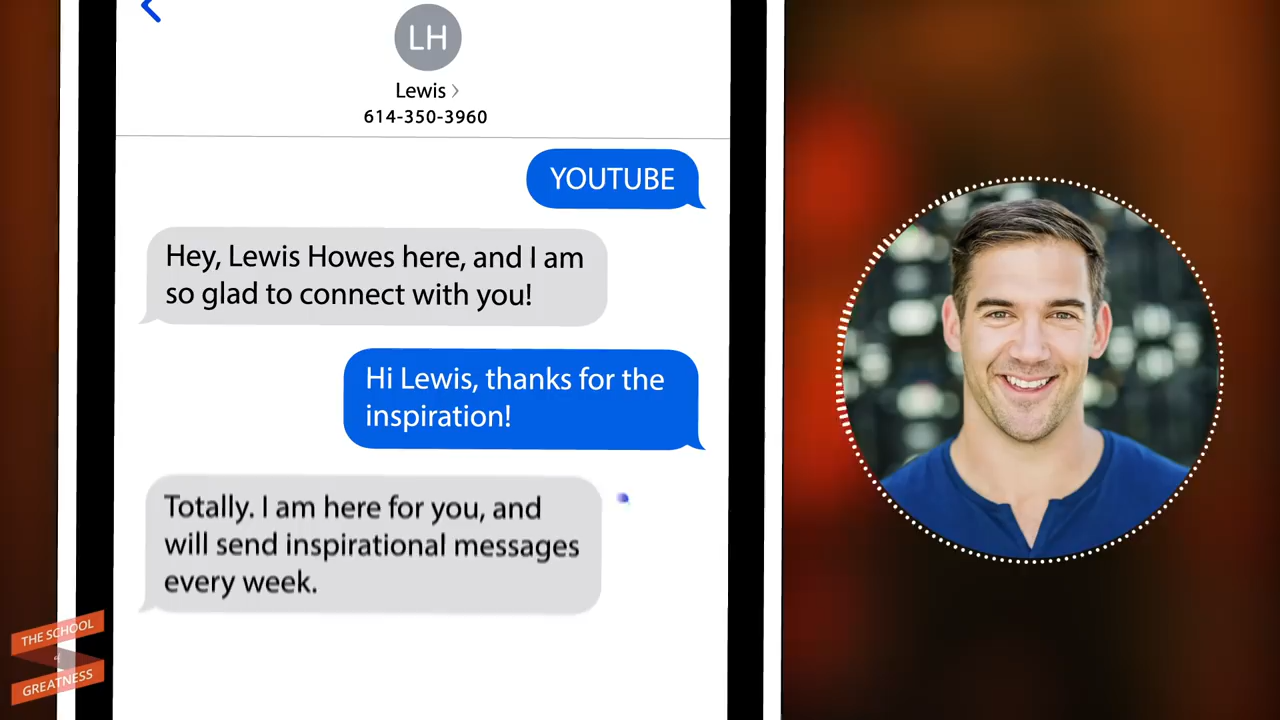 LH
Lewis >
614-350-3960
YOUTUBE
Hey, Lewis Howes here, and I am
so glad to connect with you!
Hi Lewis, thanks for the
inspiration!
Totally. I am here for you, and
will send inspirational messages
every week.
THE SCHOOL
GREATNESS